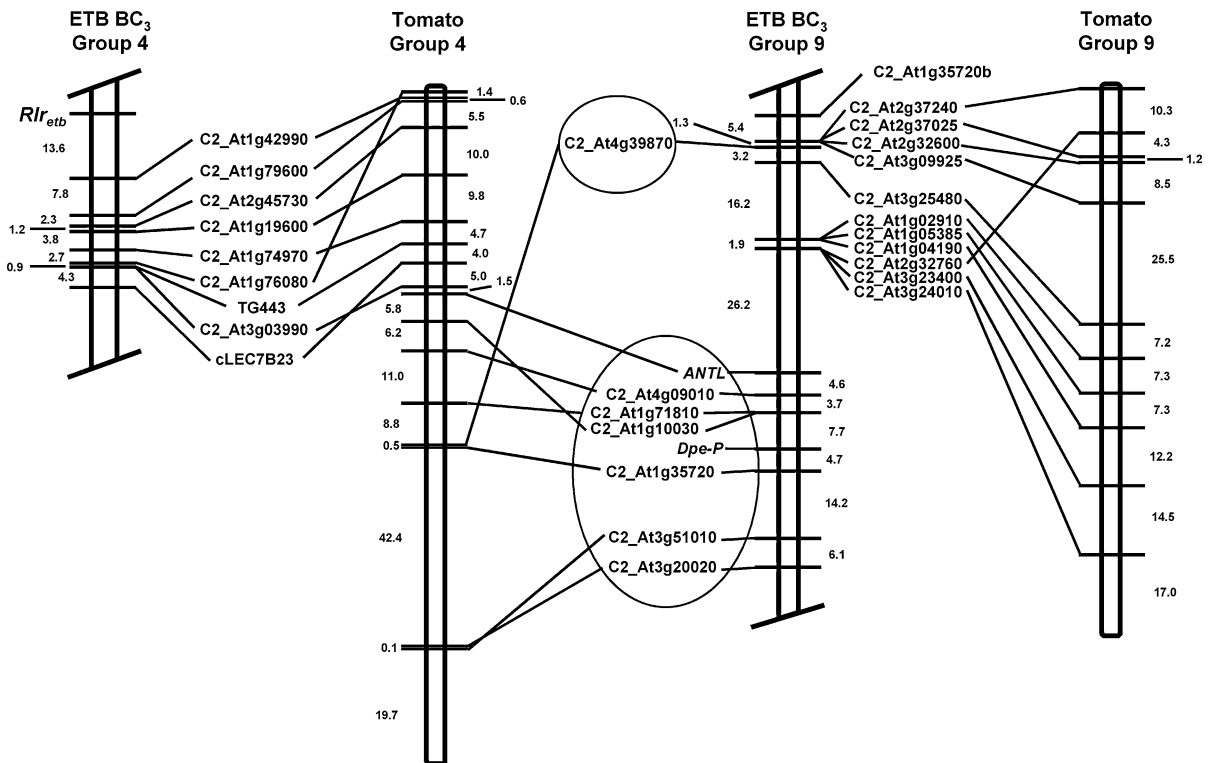 ETB BC3
Group 4
Tomato
Group 4
ETB BC3
Group 9
Tomato
Group 9
Rlretb
13.6
7.8
2.3
1.2
3.8
2.7
0.9
4.3
C2_At1g42990
C2_At1g79600
C2_At2g45730
C2_At1g19600
C2_At1g74970
C2_At1g76080
TG443
C2_At3g03990
cLEC7B23
1.4
0.6
5.5
10.0
9.8
4.7
4.0
5.0
1.5
5.8
6.2
11.0
8.8
0.5
42.4
0.1
19.7
C2_At4g39870
ANTL
C2_At4g09010
C2_At1g71810
C2_At1g10030
Dpe-P
C2_At1g35720
C2_At3g51010
C2_At3g20020
1.3
5.4
3.2
16.2
1.9
26.2
4.6
3.7
7.7
4.7
14.2
6.1
C2_At1g35720b
C2_At2g37240
C2_At2g37025
C2_At2g32600
C2_At3g09925
C2_At3g25480
C2_At1g02910
C2_At1g05385
C2_At1g04190
C2_At2g32760
C2_At3g23400
C2_At3g24010
10.3
4.3
1.2
8.5
25.5
7.2
7.3
7.3
12.2
14.5
17.0